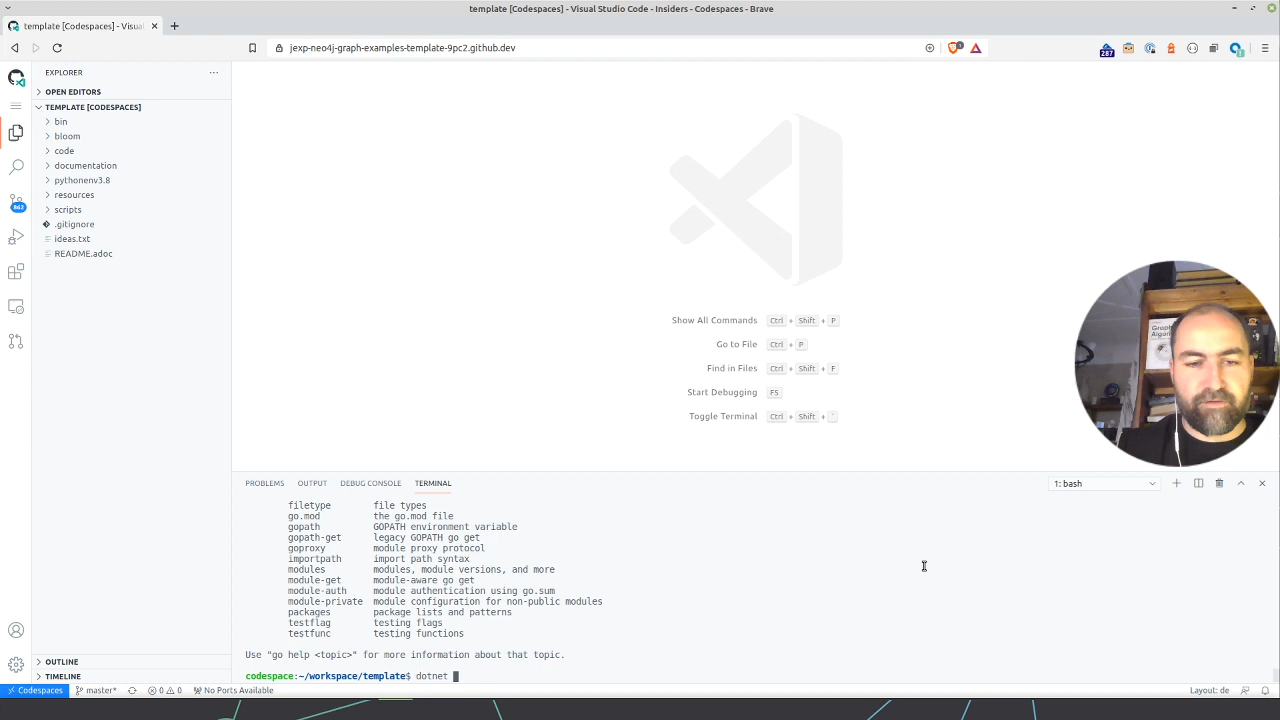 template [Codespaces] - Visual Studio Code - Insiders - Codespaces - Brave
template [Codespaces] - Visua
jexp-neo4j-graph-examples-template-9pc2.github.dev
1
287
1
EXPLORER
OPEN EDITORS
TEMPLATE [CODESPACES]
bin
bloom
code
documentation
pythonenv3.8
resources
scripts
.gitignore
ideas.txt
README.adoc
862
Show All Commands Ctrl + Shift + P
Go to File Ctrl + P
Find in Files Ctrl + Shift + F
Start Debugging F5
Toggle Terminal Ctrl + Shift + `
Graph
Algorithms
PROBLEMS OUTPUT DEBUG CONSOLE TERMINAL 1: bash
filetype file types
go.mod the go.mod file
gopath GOPATH environment variable
gopath-get legacy GOPATH go get
goproxy module proxy protocol
importpath import path syntax
modules modules, module versions, and more
module-get module-aware go get
module-auth module authentication using go.sum
module-private module configuration for non-public modules
packages package lists and patterns
testflag testing flags
testfunc testing functions
Use "go help <topic>" for more information about that topic.
codespace:~/workspace/template$ dotnet
OUTLINE
TIMELINE
Codespaces master* 0 0 No Ports Available Layout: de